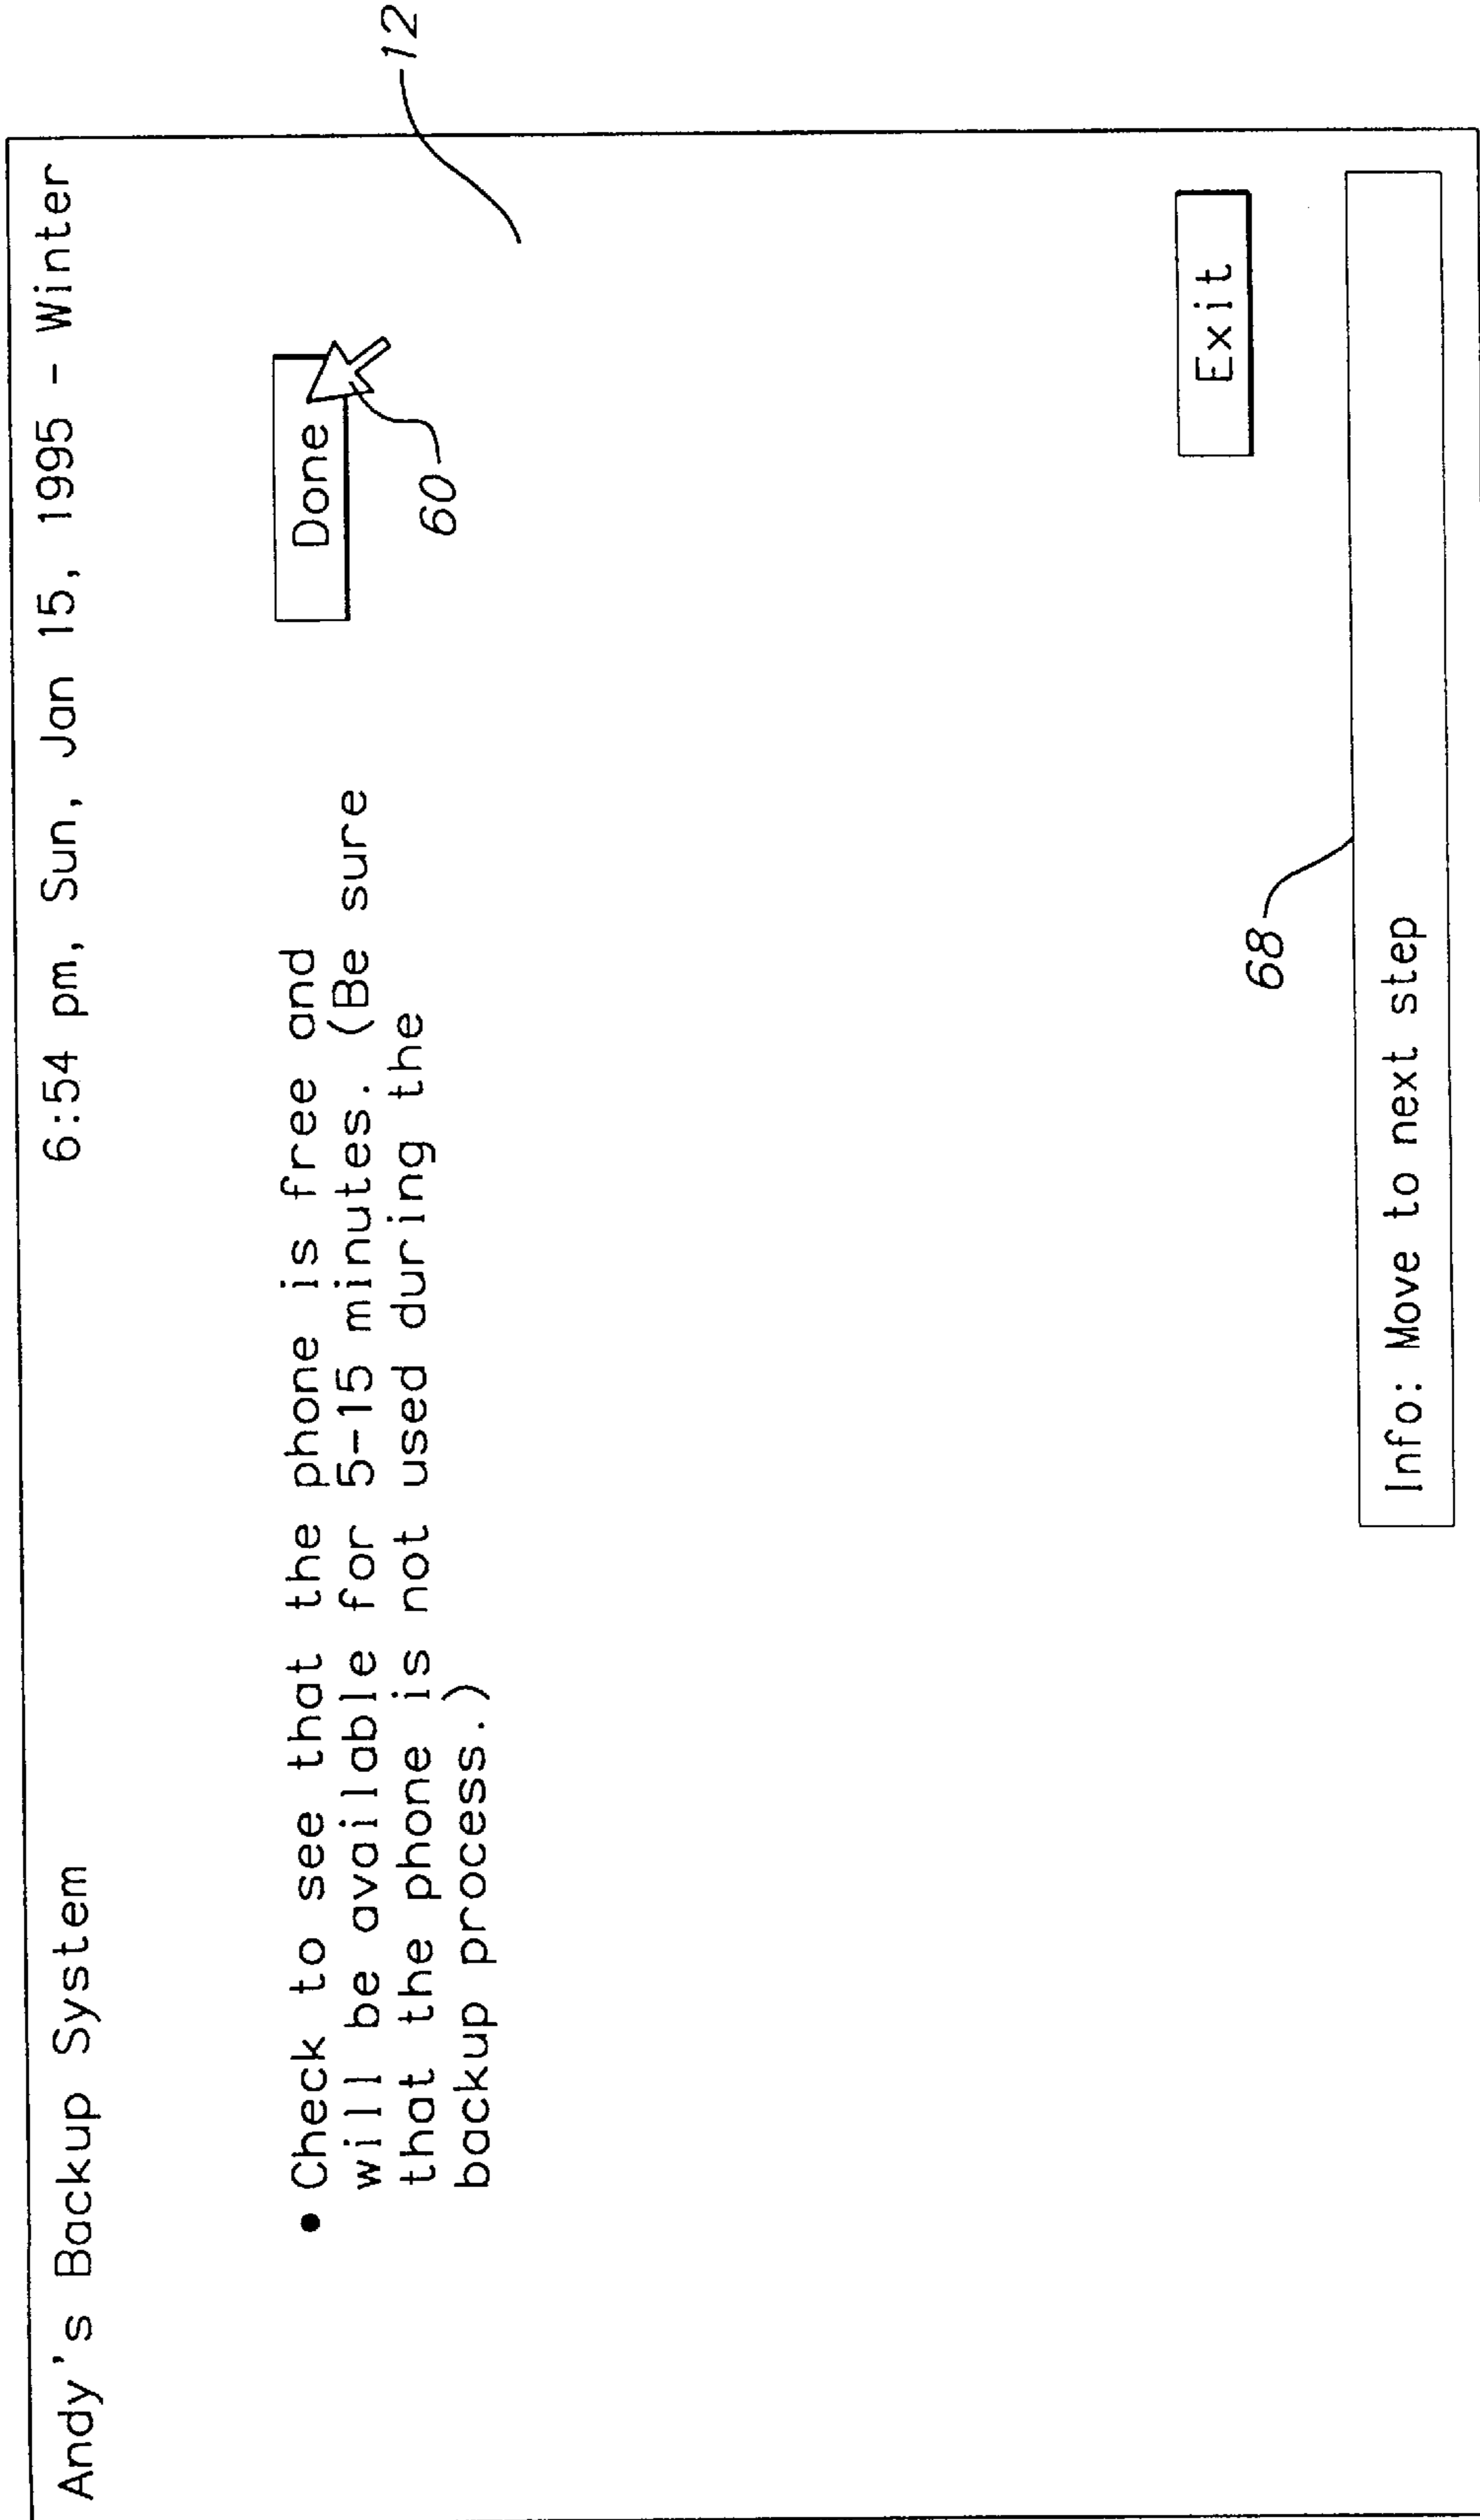 Andy's Backup System 6:54 pm, Sun, Jan 15, 1995 - Winter
12
• Check to see that the phone is free and
will be available for 5-15 minutes. (Be sure
that the phone is not used during the
backup process.)
Done
60
Exit
68
Info: Move to next step